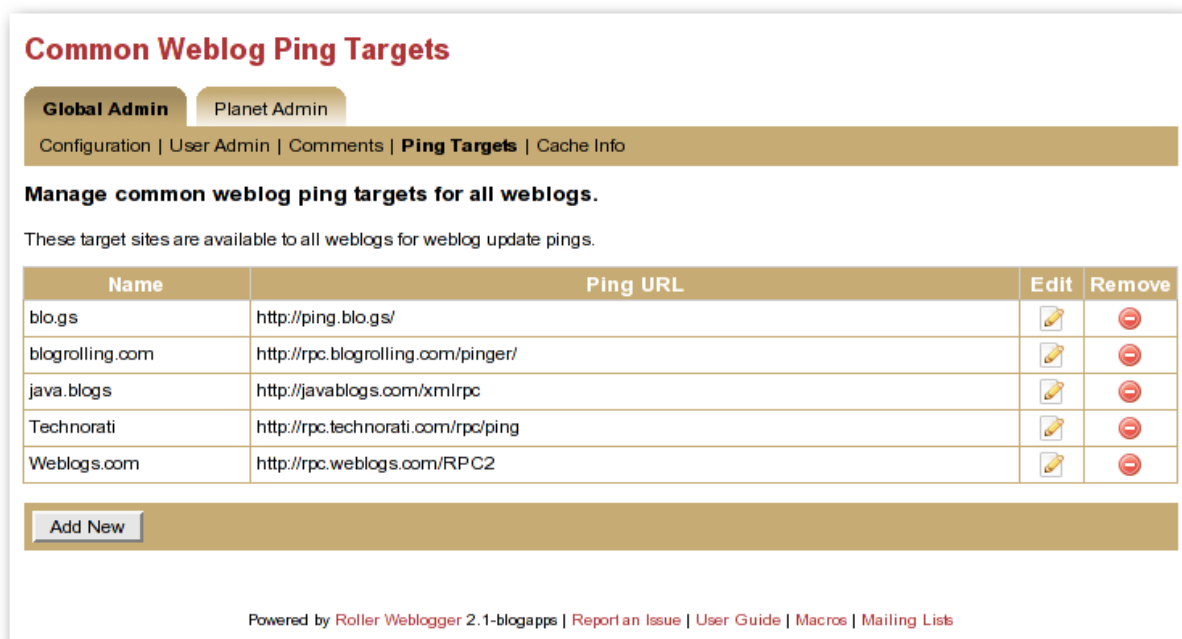 Common Weblog Ping Targets
Global Admin Planet Admin
Configuration | User Admin | Comments | Ping Targets | Cache Info
Manage common weblog ping targets for all weblogs.
These target sites are available to all weblogs for weblog update pings.
Name Ping URL Edit Remove
blo.gs http://ping.blo.gs/
blogrolling.com http://rpc.blogrolling.com/pinger/
java.blogs http://javablogs.com/xmlrpc
Technorati http://rpc.technorati.com/rpc/ping
Weblogs.com http://rpc.weblogs.com/RPC2
Add New
Powered by Roller Weblogger 2.1-blogapps | Report an Issue | User Guide | Macros | Mailing Lists